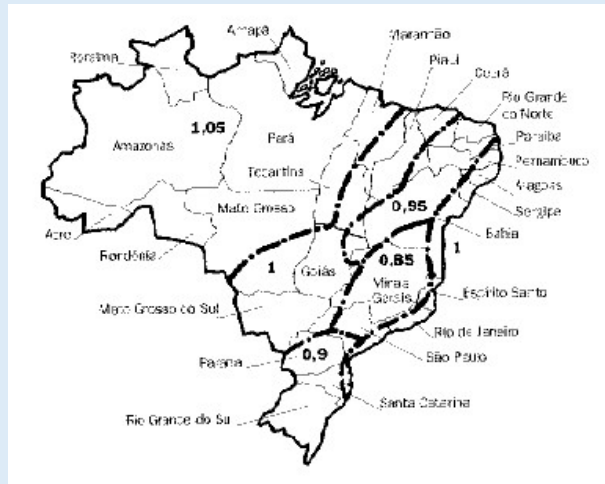 Amapá
Maranhão
Roraima
Piauí
Ceará
Rio Grande
do Norte
1,05
Pará
Paraíba
Amazonas
Pernambuco
Tocantins
Alagoas
0,95
Mato Grosso
Sergipe
Acre
Bahia
Rondônia
1
Goiás
0,85
1
Minais
Gerais
Espírito Santo
Mato Grosso do Sul
Rio de Janeiro
0,9
São Paulo
Paraná
Santa Catarina
Rio Grande do Su